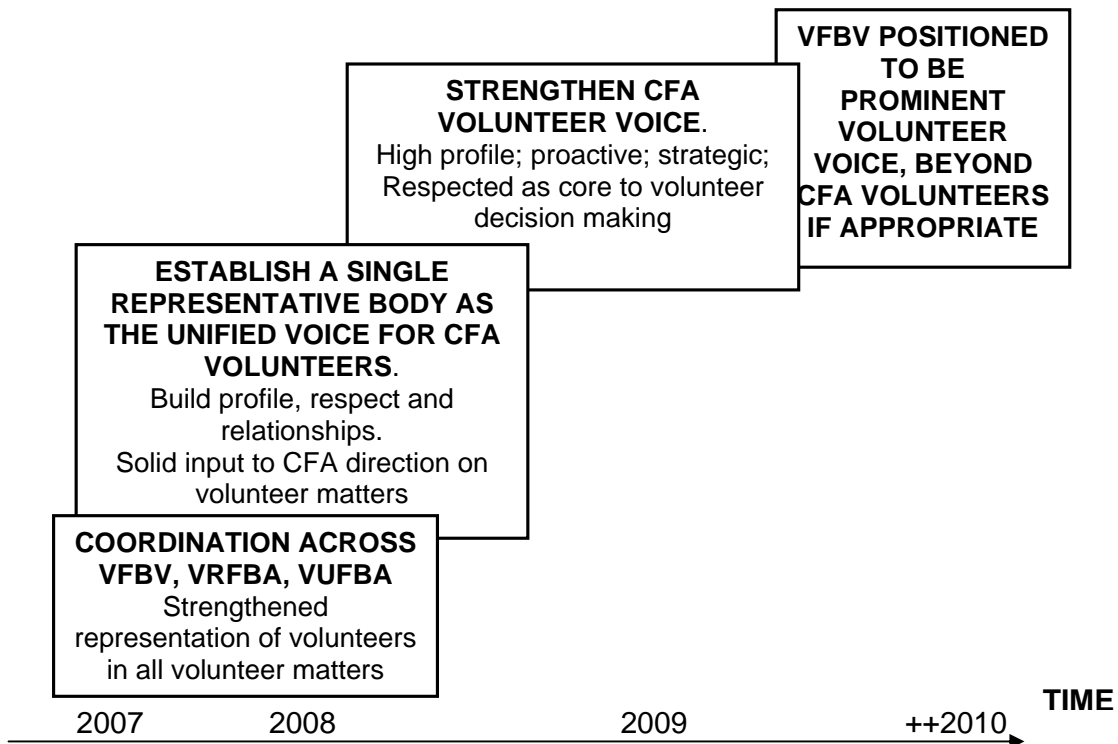 VFBV POSITIONED
TO BE
PROMINENT
VOLUNTEER
VOICE, BEYOND
CFA VOLUNTEERS
IF APPROPRIATE
STRENGTHEN CFA
VOLUNTEER VOICE.
High profile; proactive; strategic;
Respected as core to volunteer
decision making
ESTABLISH A SINGLE
REPRESENTATIVE BODY AS
THE UNIFIED VOICE FOR CFA
VOLUNTEERS.
Build profile, respect and
relationships.
Solid input to CFA direction on
volunteer matters
COORDINATION ACROSS
VFBV, VRFBA, VUFBA
Strengthened
representation of volunteers
in all volunteer matters
TIME
2007 2008 2009 ++2010